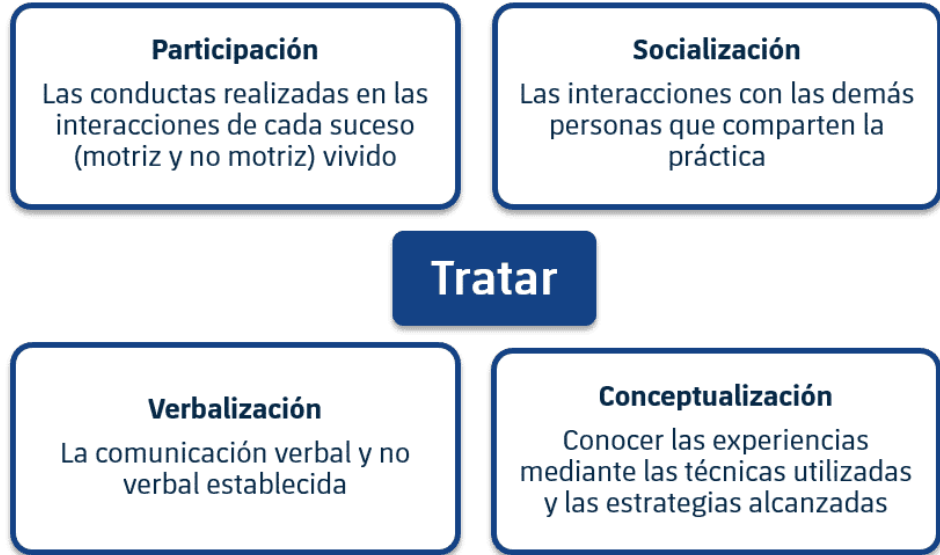 Participación
Las conductas realizadas en las
interacciones de cada suceso
(motriz y no motriz) vivido
Socialización
Las interacciones con las demás
personas que comparten la
práctica
Tratar
Verbalización
La comunicación verbal y no
verbal establecida
Conceptualización
Conocer las experiencias
mediante las técnicas utilizadas
y las estrategias alcanzadas